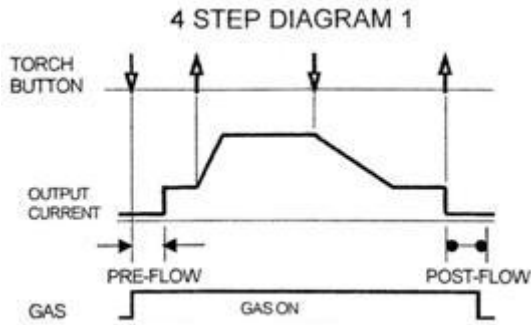 4 STEP DIAGRAM 1
TORCH
BUTTON
OUTPUT
CURRENT
PRE-FLOW
POST-FLOW
GAS
GAS ON